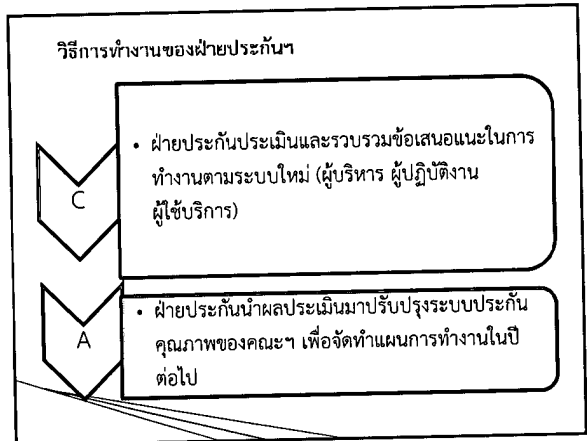 วิธีการทำงานของฝ่ายประกันฯ
C
• ฝ่ายประกันประเมินและรวบรวมข้อเสนอแนะในการ
ทำงานตามระบบใหม่ (ผู้บริหาร ผู้ปฏิบัติงาน
ผู้ใช้บริการ)
A
• ฝ่ายประกันนำผลประเมินมาปรับปรุงระบบประกัน
คุณภาพของคณะฯ เพื่อจัดทำแผนการทำงานในปี
ต่อไป